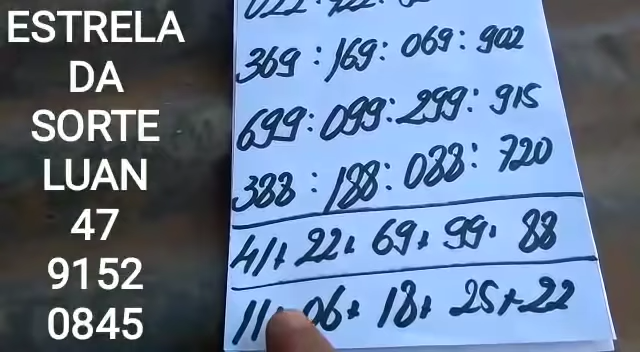 ESTRELA
DA
SORTE
LUAN
47
9152
0845
369 : 169 : 069 : 902
699 : 099 : 299 : 915
388 : 188 : 088 : 720
41 + 22 + 69 + 99 + 88
11 + 06 + 18 + 25 + 22